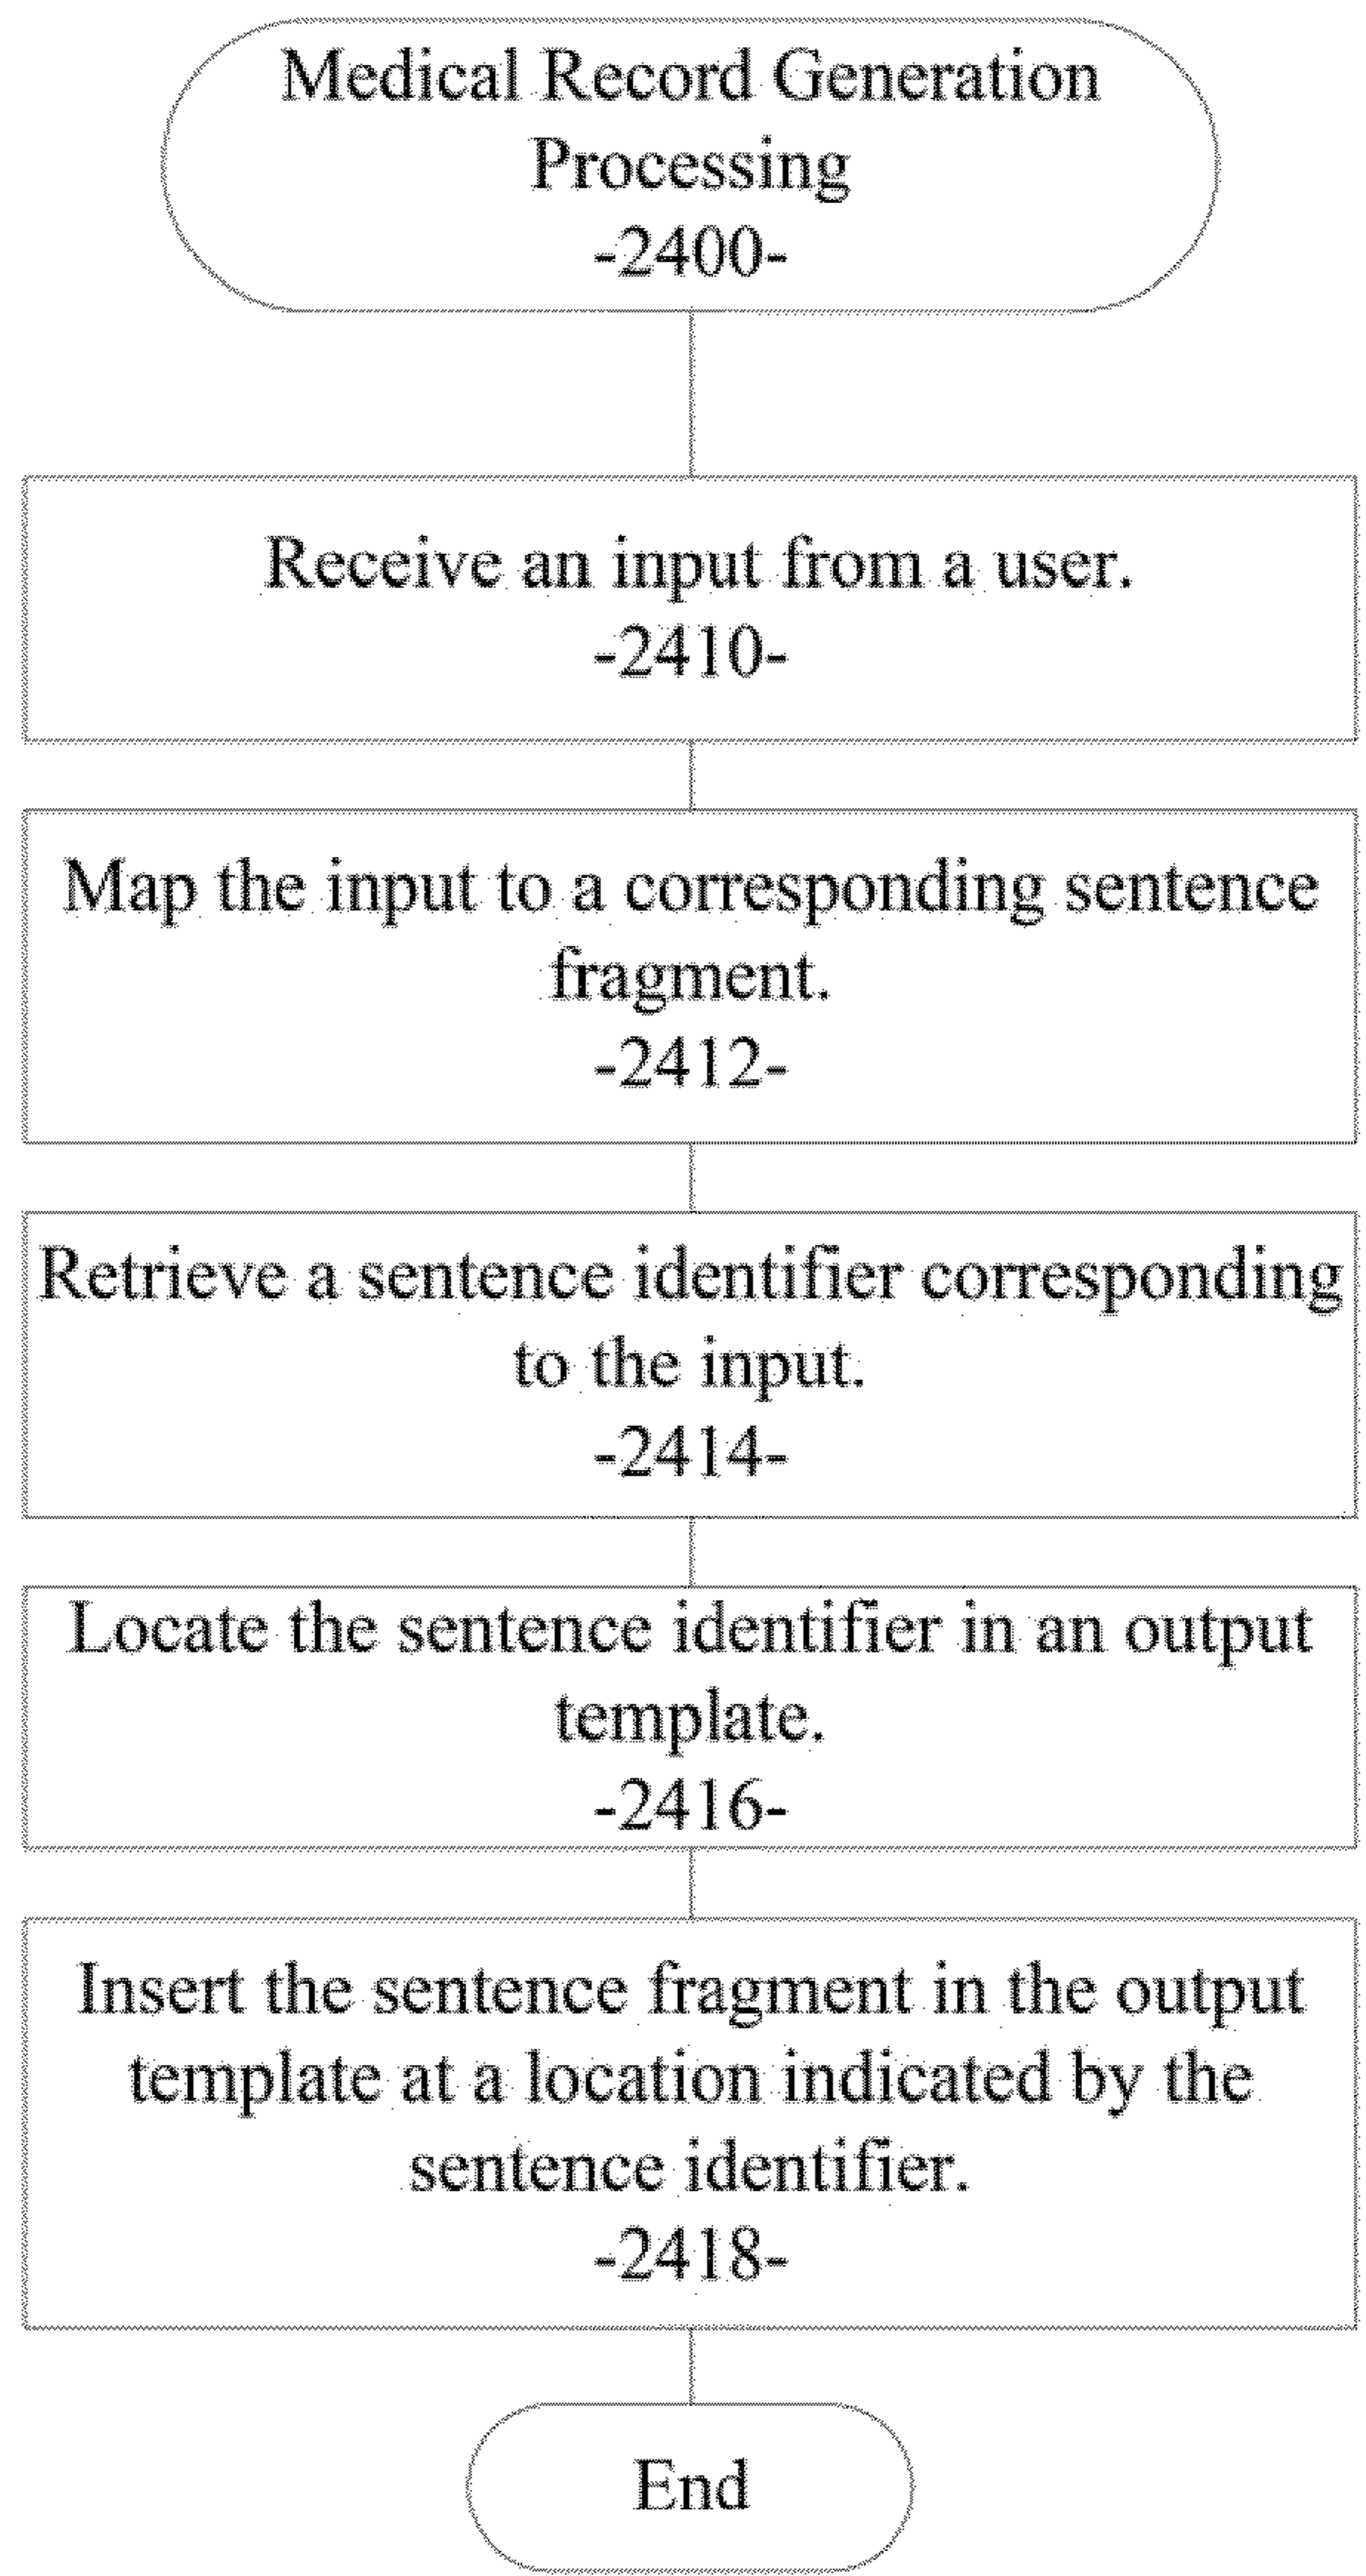 Medical Record Generation
Processing
-2400-
Receive an input from a user.
-2410-
Map the input to a corresponding sentence
fragment.
-2412-
Retrieve a sentence identifier corresponding
to the input.
-2414-
Locate the sentence identifier in an output
template.
-2416-
Insert the sentence fragment in the output
template at a location indicated by the
sentence identifier.
-2418-
End